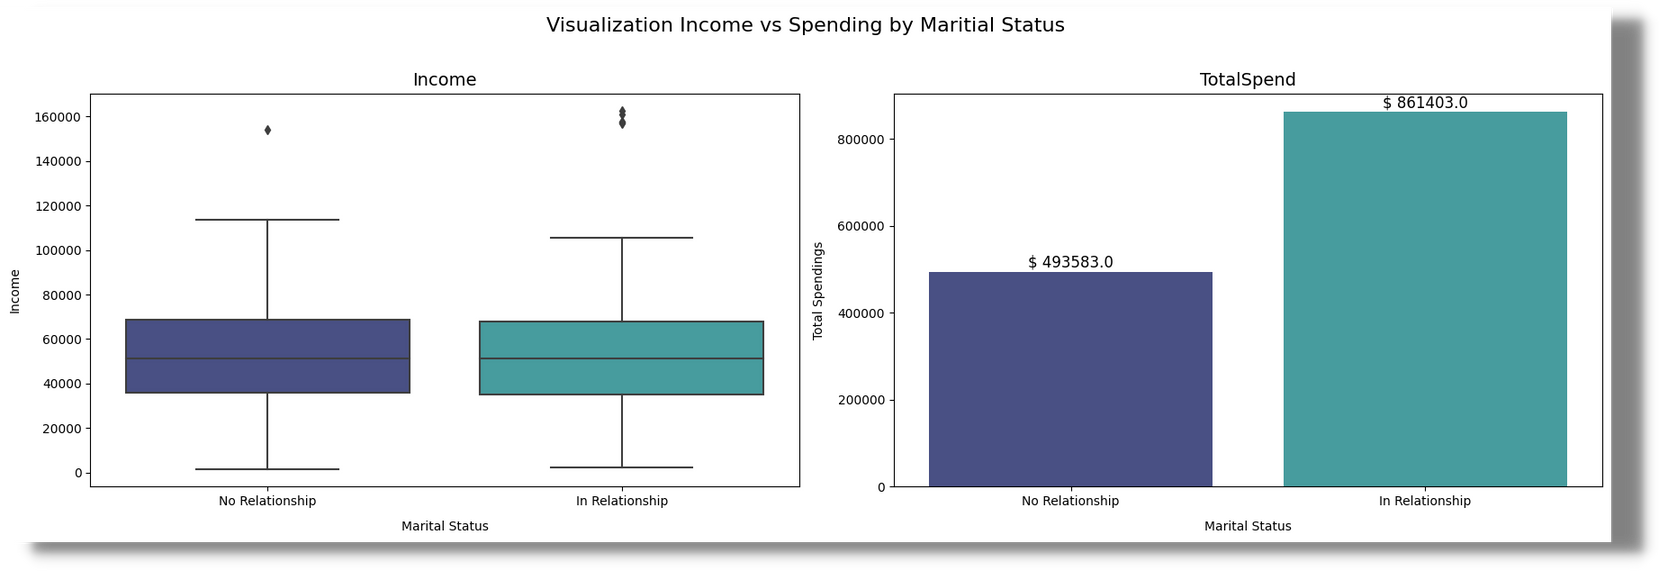 Visualization Income vs Spending by Maritial Status
Income
160000
140000
120000
100000
80000
60000
40000
20000
0
Income
No Relationship
In Relationship
Marital Status
TotalSpend
$ 861403.0
$ 493583.0
800000
600000
400000
200000
0
Total Spendings
No Relationship
In Relationship
Marital Status